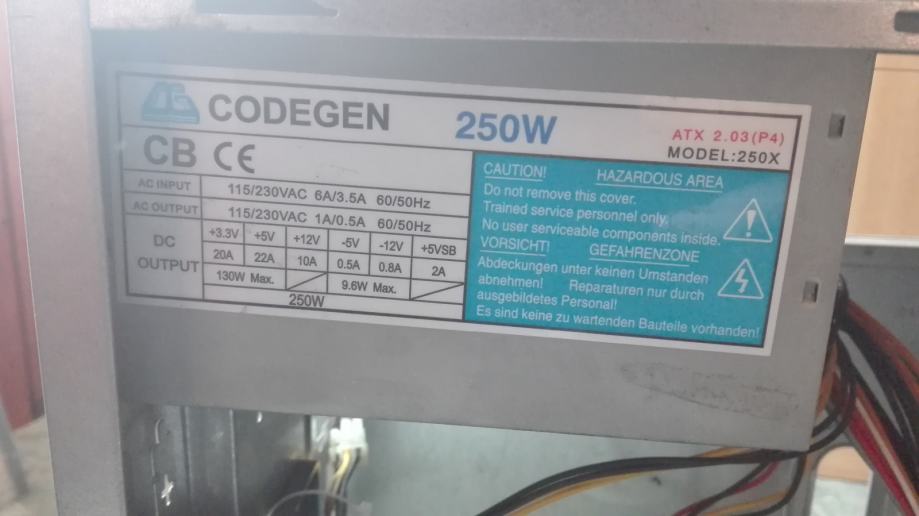 CODEGEN 250W ATX 2.03(P4)
MODEL:250X
CB CE
AC INPUT 115/230VAC 6A/3.5A 60/50Hz
AC OUTPUT 115/230VAC 1A/0.5A 60/50Hz
DC OUTPUT
+3.3V +5V +12V -5V -12V +5VSB
20A 22A 10A 0.5A 0.8A 2A
130W Max. 9.6W Max.
250W
CAUTION! HAZARDOUS AREA
Do not remove this cover.
Trained service personnel only.
No user serviceable components inside.
VORSICHT! GEFAHRENZONE
Abdeckungen unter keinen Umstanden
abnehmen! Reparaturen nur durch
ausgebildetes Personal!
Es sind keine zu wartenden Bauteile vorhanden!